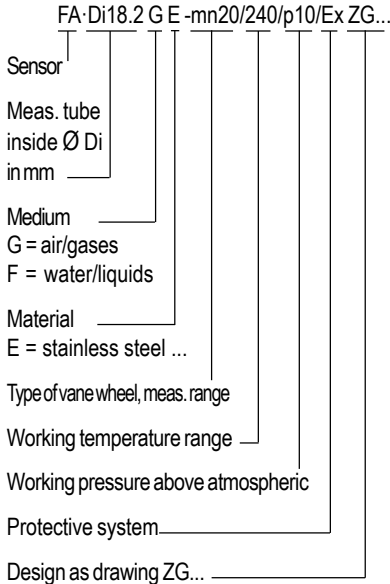 FA·Di18.2 G E -mn20/240/p10/Ex ZG...
Sensor
Meas. tube
inside Ø Di
in mm
Medium
G = air/gases
F = water/liquids
Material
E = stainless steel ...
Type of vane wheel, meas. range
Working temperature range
Working pressure above atmospheric
Protective system
Design as drawing ZG...